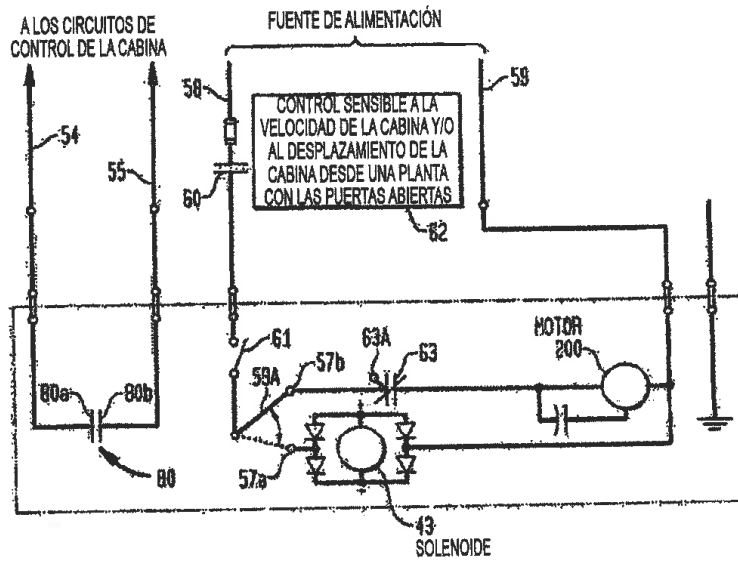 A LOS CIRCUITOS DE
CONTROL DE LA CABINA
FUENTE DE ALIMENTACIÓN
58
59
54
55
60
CONTROL SENSIBLE A LA
VELOCIDAD DE LA CABINA Y/O
AL DESPLAZAMIENTO DE LA
CABINA DESDE UNA PLANTA
CON LAS PUERTAS ABIERTAS
62
61
57b
63A
63
MOTOR
200
59A
80a
80b
57a
80
43
SOLENOIDE